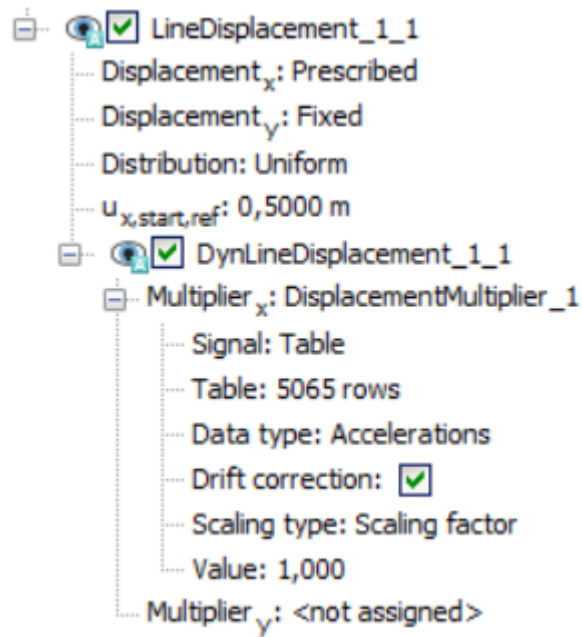 LineDisplacement_1_1
Displacementx: Prescribed
Displacementy: Fixed
Distribution: Uniform
ux,start,ref: 0,5000 m
DynLineDisplacement_1_1
Multiplierx: DisplacementMultiplier_1
Signal: Table
Table: 5065 rows
Data type: Accelerations
Drift correction:
Scaling type: Scaling factor
Value: 1,000
Multipliery: <not assigned>